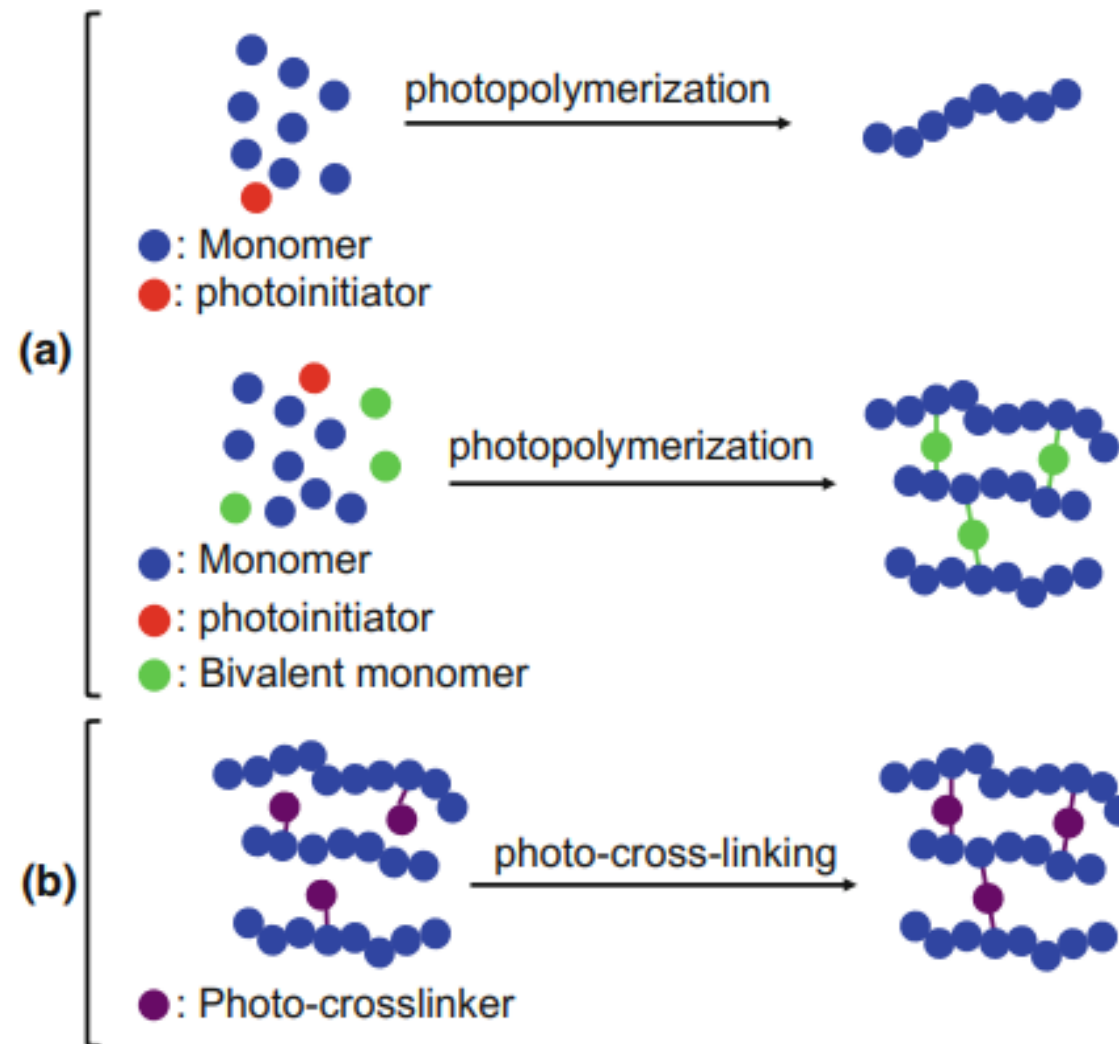 (a)
photopolymerization
: Monomer
: photoinitiator
photopolymerization
: Monomer
: photoinitiator
: Bivalent monomer
(b)
photo-cross-linking
: Photo-crosslinker